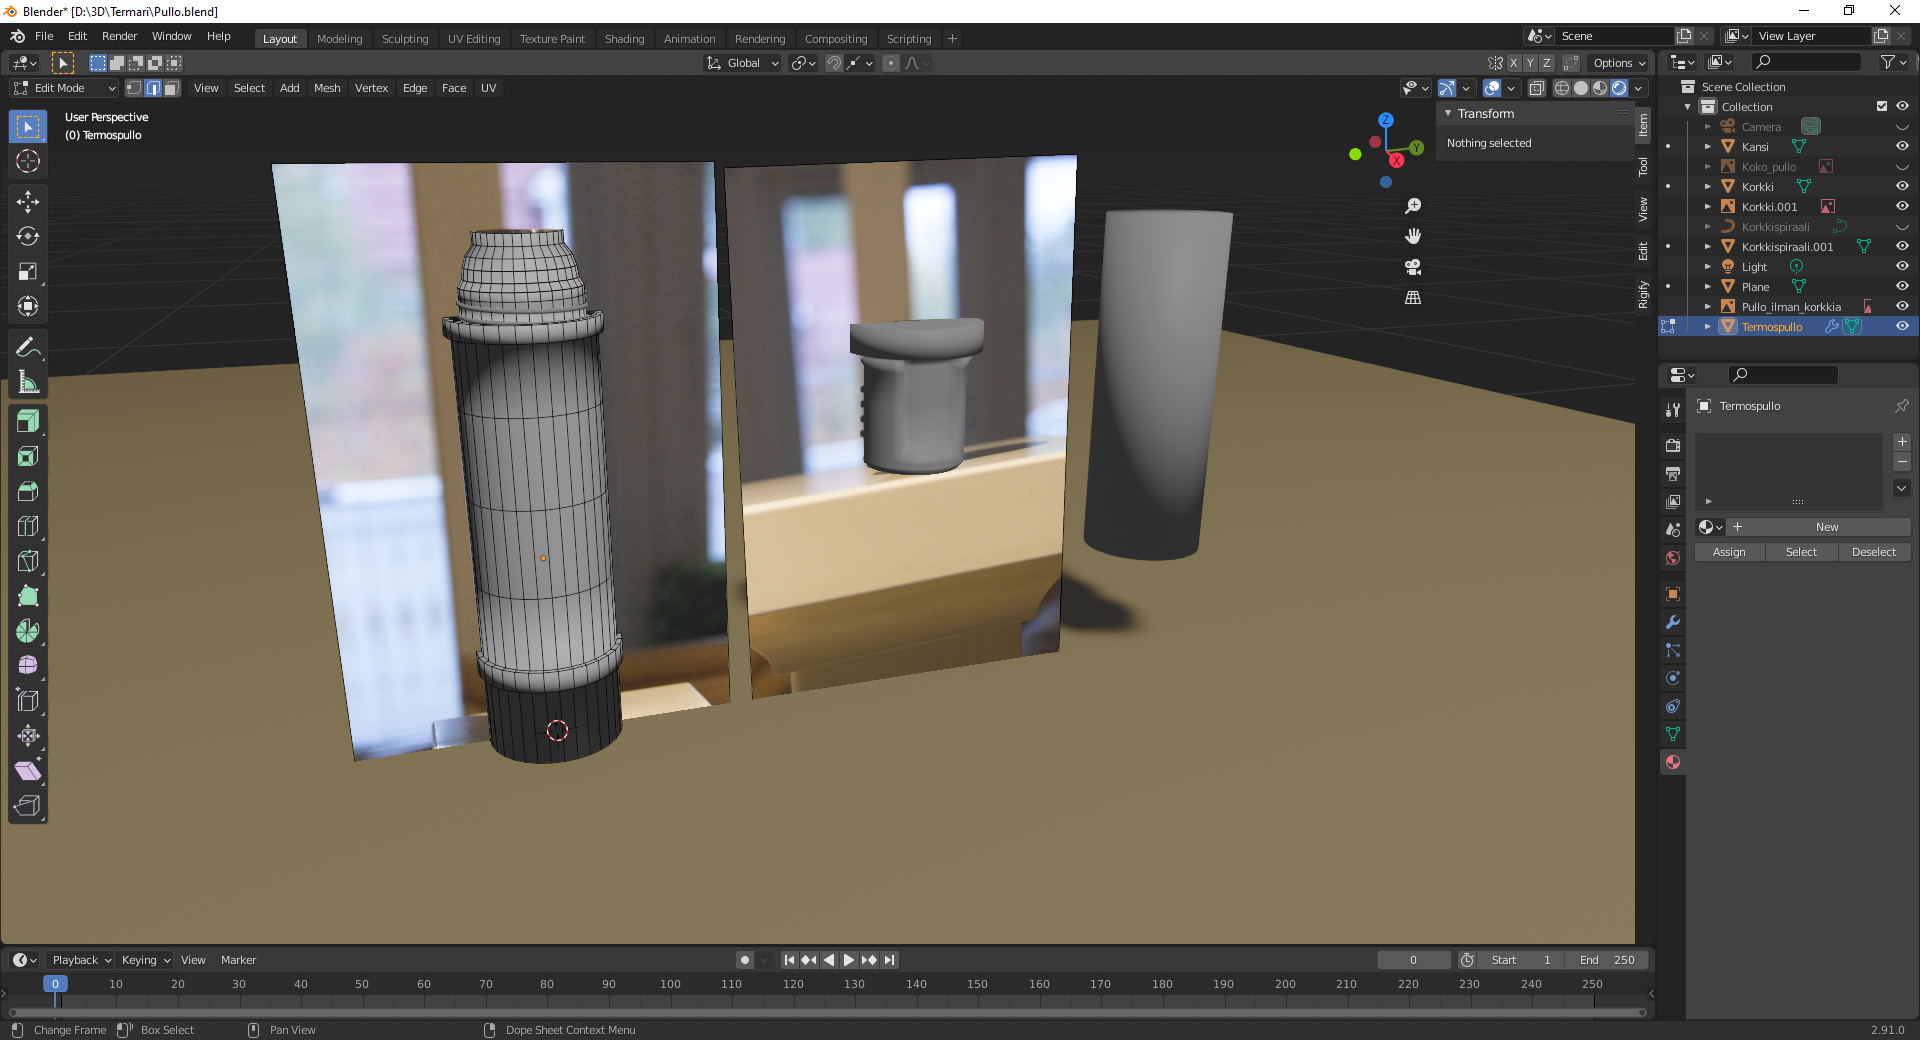 Blender* [D:\3D\Termari\Pullo.blend]
File Edit Render Window Help
Layout Modeling Sculpting UV Editing Texture Paint Shading Animation Rendering Compositing Scripting +
Scene
View Layer
Global
X Y Z
Options
Edit Mode
View Select Add Mesh Vertex Edge Face UV
User Perspective
(0) Termospullo
Z
Y
X
Transform
Nothing selected
Item
Tool
View
Edit
Rigify
Scene Collection
Collection
Camera
Kansi
Koko_pullo
Korkki
Korkki.001
Korkkispiraali
Korkkispiraali.001
Light
Plane
Pullo_ilman_korkkia
Termospullo
Termospullo
New
Assign Select Deselect
Playback Keying View Marker
0
Start 1
End 250
0 10 20 30 40 50 60 70 80 90 100 110 120 130 140 150 160 170 180 190 200 210 220 230 240 250
Change Frame Box Select Pan View Dope Sheet Context Menu
2.91.0